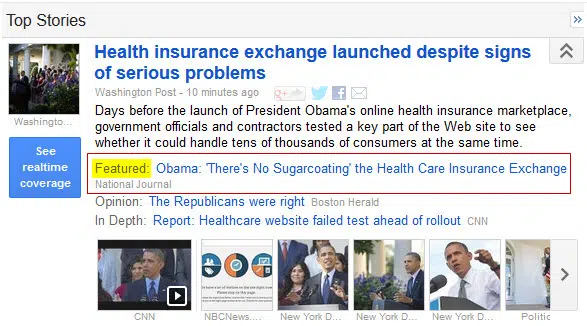 Top Stories
»
Health insurance exchange launched despite signs
of serious problems
Washington Post - 10 minutes ago
Days before the launch of President Obama's online health insurance marketplace,
government officials and contractors tested a key part of the Web site to see
whether it could handle tens of thousands of consumers at the same time.
Washingto...
See
realtime
coverage
Featured: Obama: 'There's No Sugarcoating' the Health Care Insurance Exchange
National Journal
Opinion: The Republicans were right Boston Herald
In Depth: Report: Healthcare website failed test ahead of rollout CNN
CNN
NBCNews....
New York D...
New York D...
New York D...
Politic